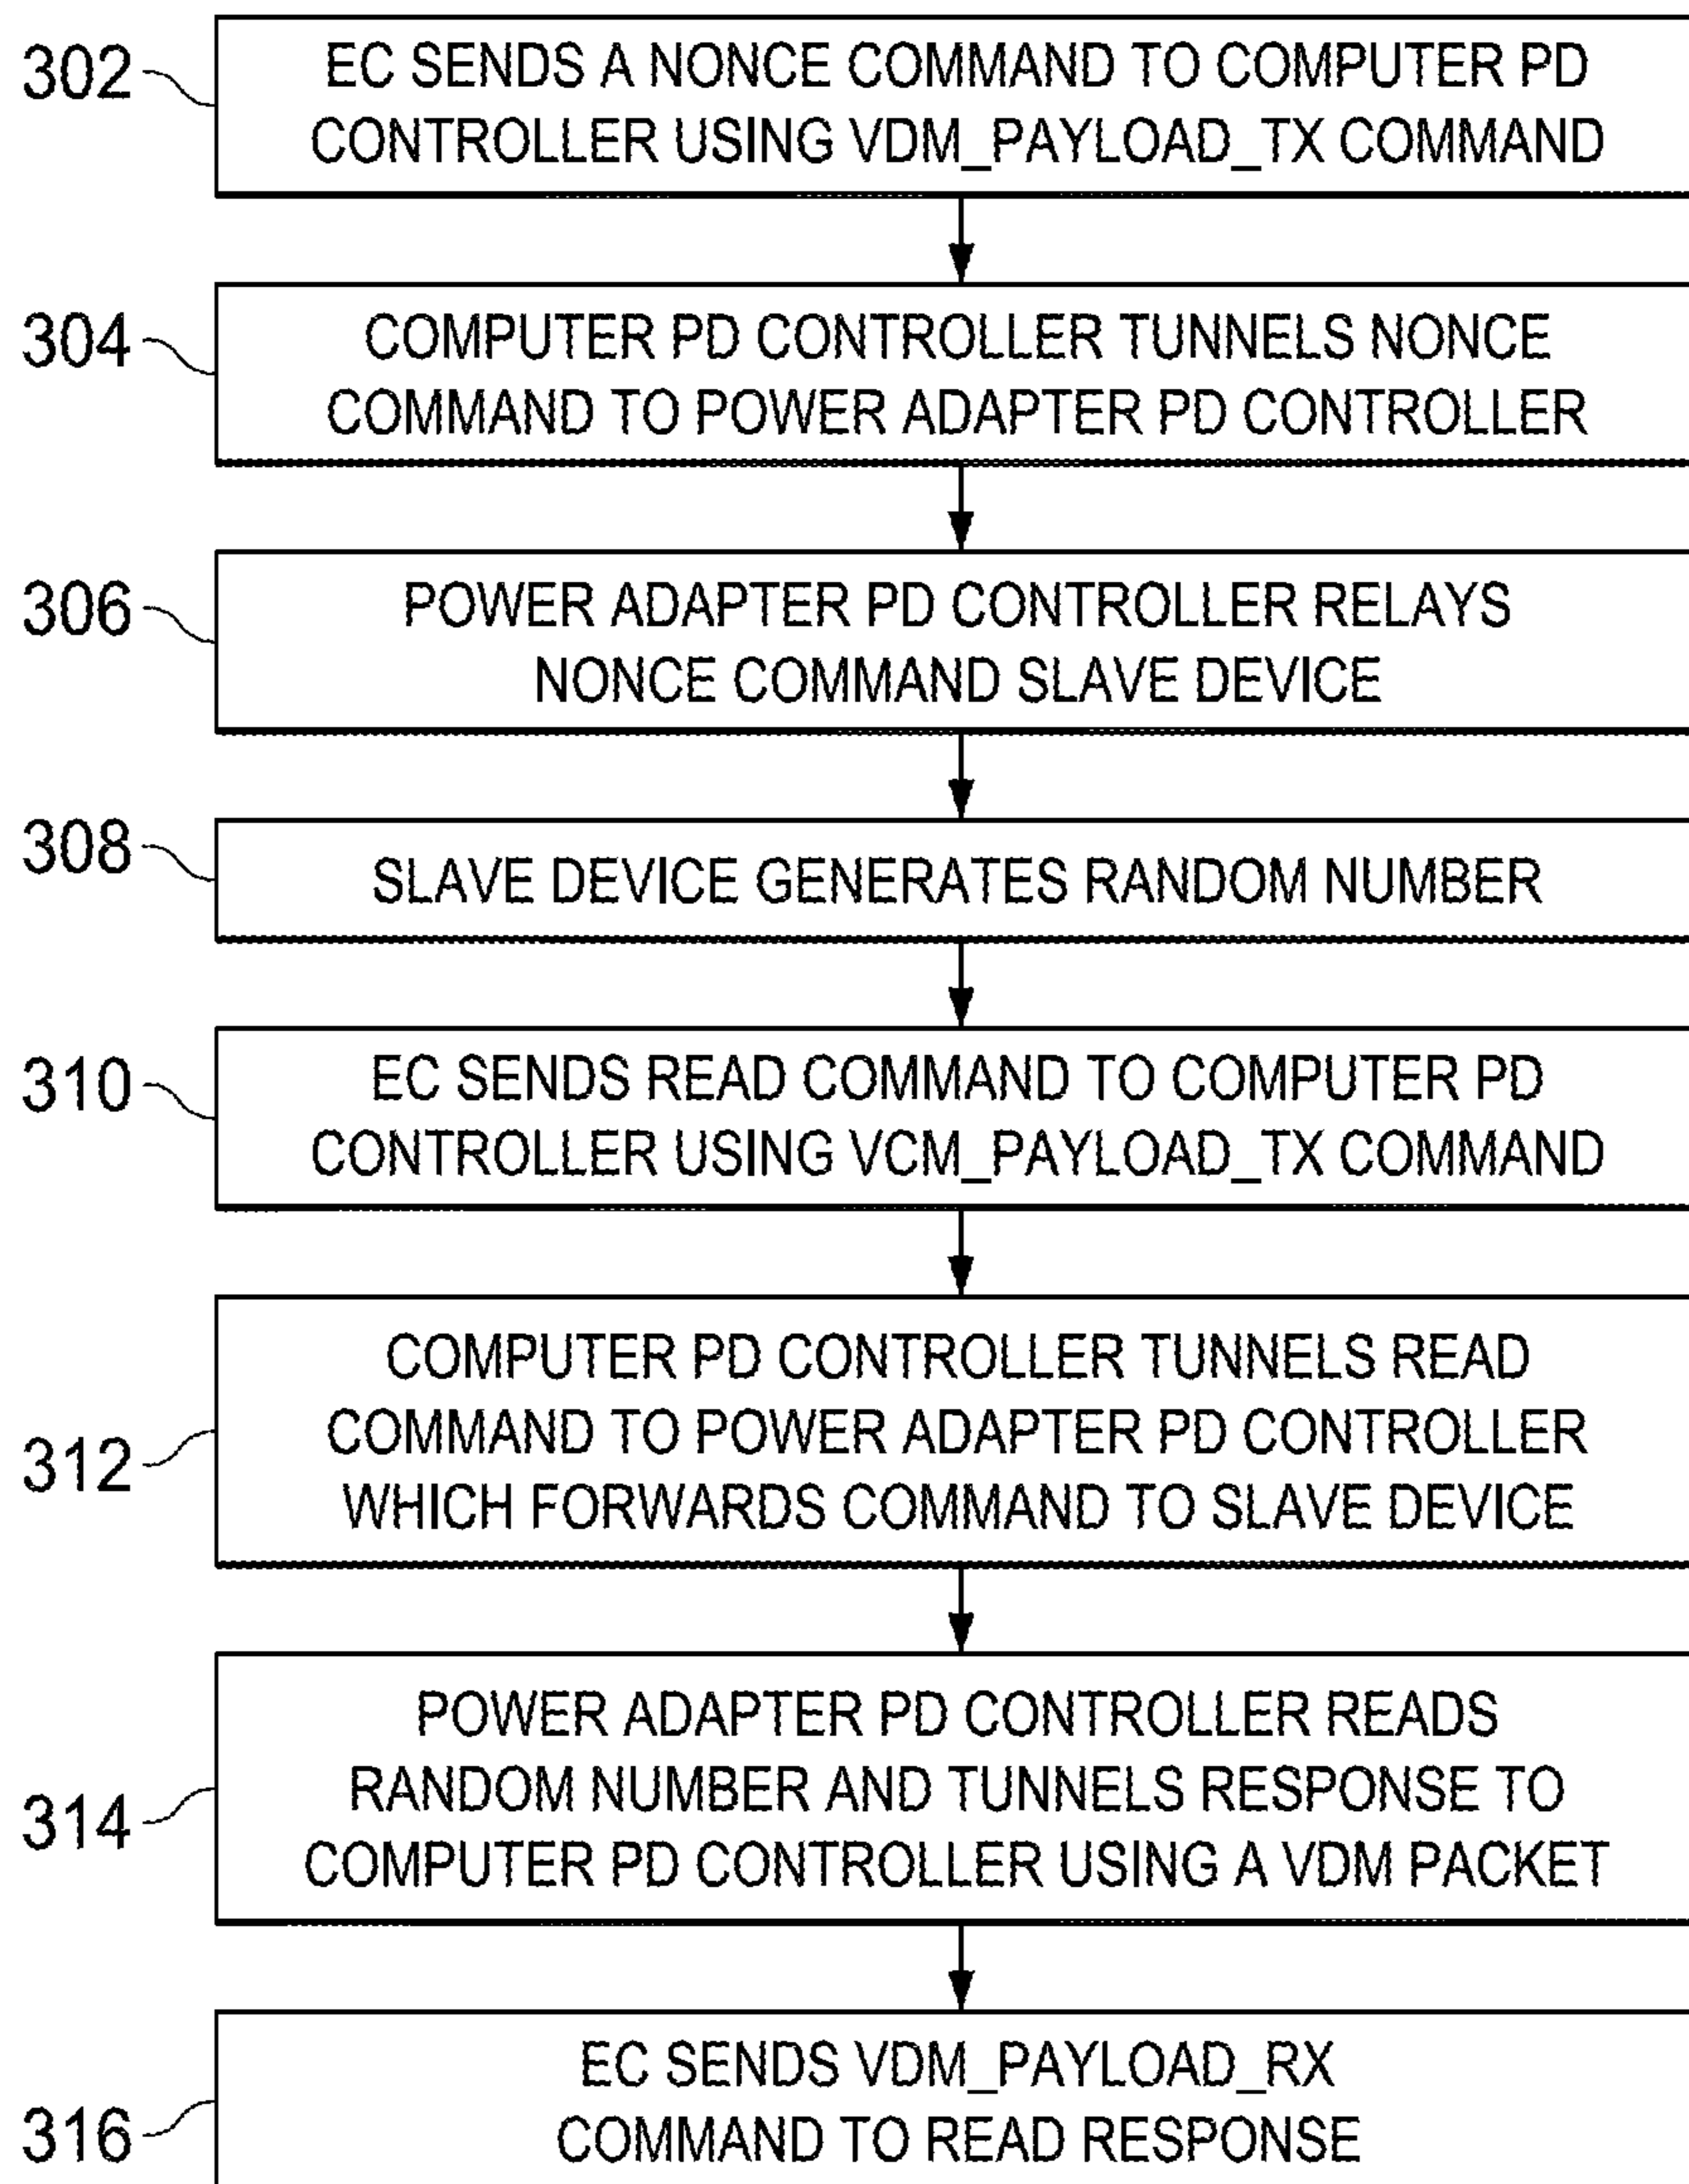 302
EC SENDS A NONCE COMMAND TO COMPUTER PD
CONTROLLER USING VDM_PAYLOAD_TX COMMAND
304
COMPUTER PD CONTROLLER TUNNELS NONCE
COMMAND TO POWER ADAPTER PD CONTROLLER
306
POWER ADAPTER PD CONTROLLER RELAYS
NONCE COMMAND SLAVE DEVICE
308
SLAVE DEVICE GENERATES RANDOM NUMBER
310
EC SENDS READ COMMAND TO COMPUTER PD
CONTROLLER USING VCM_PAYLOAD_TX COMMAND
312
COMPUTER PD CONTROLLER TUNNELS READ
COMMAND TO POWER ADAPTER PD CONTROLLER
WHICH FORWARDS COMMAND TO SLAVE DEVICE
314
POWER ADAPTER PD CONTROLLER READS
RANDOM NUMBER AND TUNNELS RESPONSE TO
COMPUTER PD CONTROLLER USING A VDM PACKET
316
EC SENDS VDM_PAYLOAD_RX
COMMAND TO READ RESPONSE